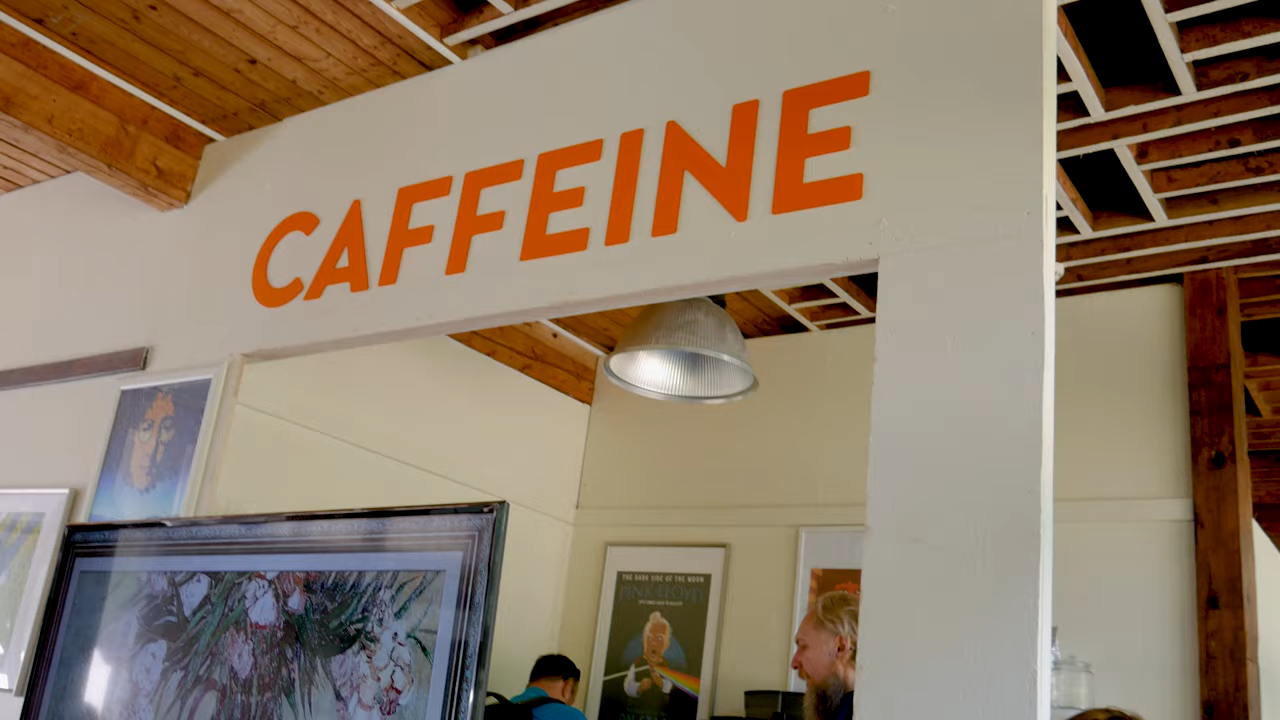 CAFFEINE
THE DARK SIDE OF THE MOON
PINK FLOYD